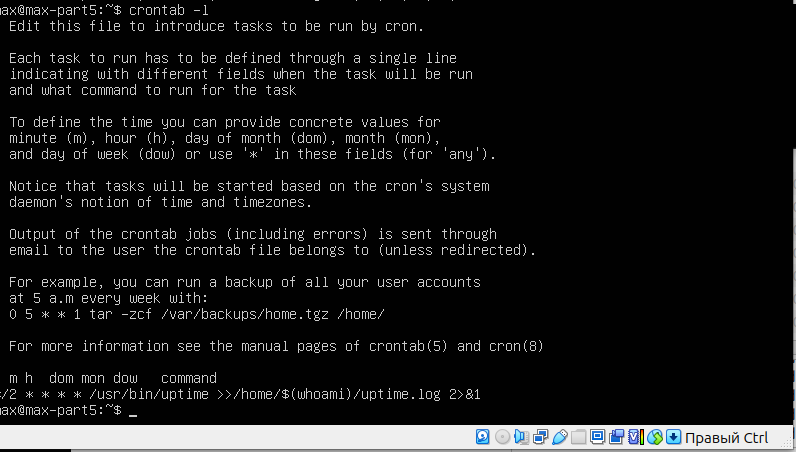 max@max-part5:~$ crontab -l
Edit this file to introduce tasks to be run by cron.
Each task to run has to be defined through a single line
indicating with different fields when the task will be run
and what command to run for the task
To define the time you can provide concrete values for
minute (m), hour (h), day of month (dom), month (mon),
and day of week (dow) or use '*' in these fields (for 'any').
Notice that tasks will be started based on the cron's system
daemon's notion of time and timezones.
Output of the crontab jobs (including errors) is sent through
email to the user the crontab file belongs to (unless redirected).
For example, you can run a backup of all your user accounts
at 5 a.m every week with:
0 5 * * 1 tar -zcf /var/backups/home.tgz /home/
For more information see the manual pages of crontab(5) and cron(8)
m h  dom mon dow   command
*/2 * * * * /usr/bin/uptime >>/home/$(whoami)/uptime.log 2>&1
max@max-part5:~$ _
Правый Ctrl